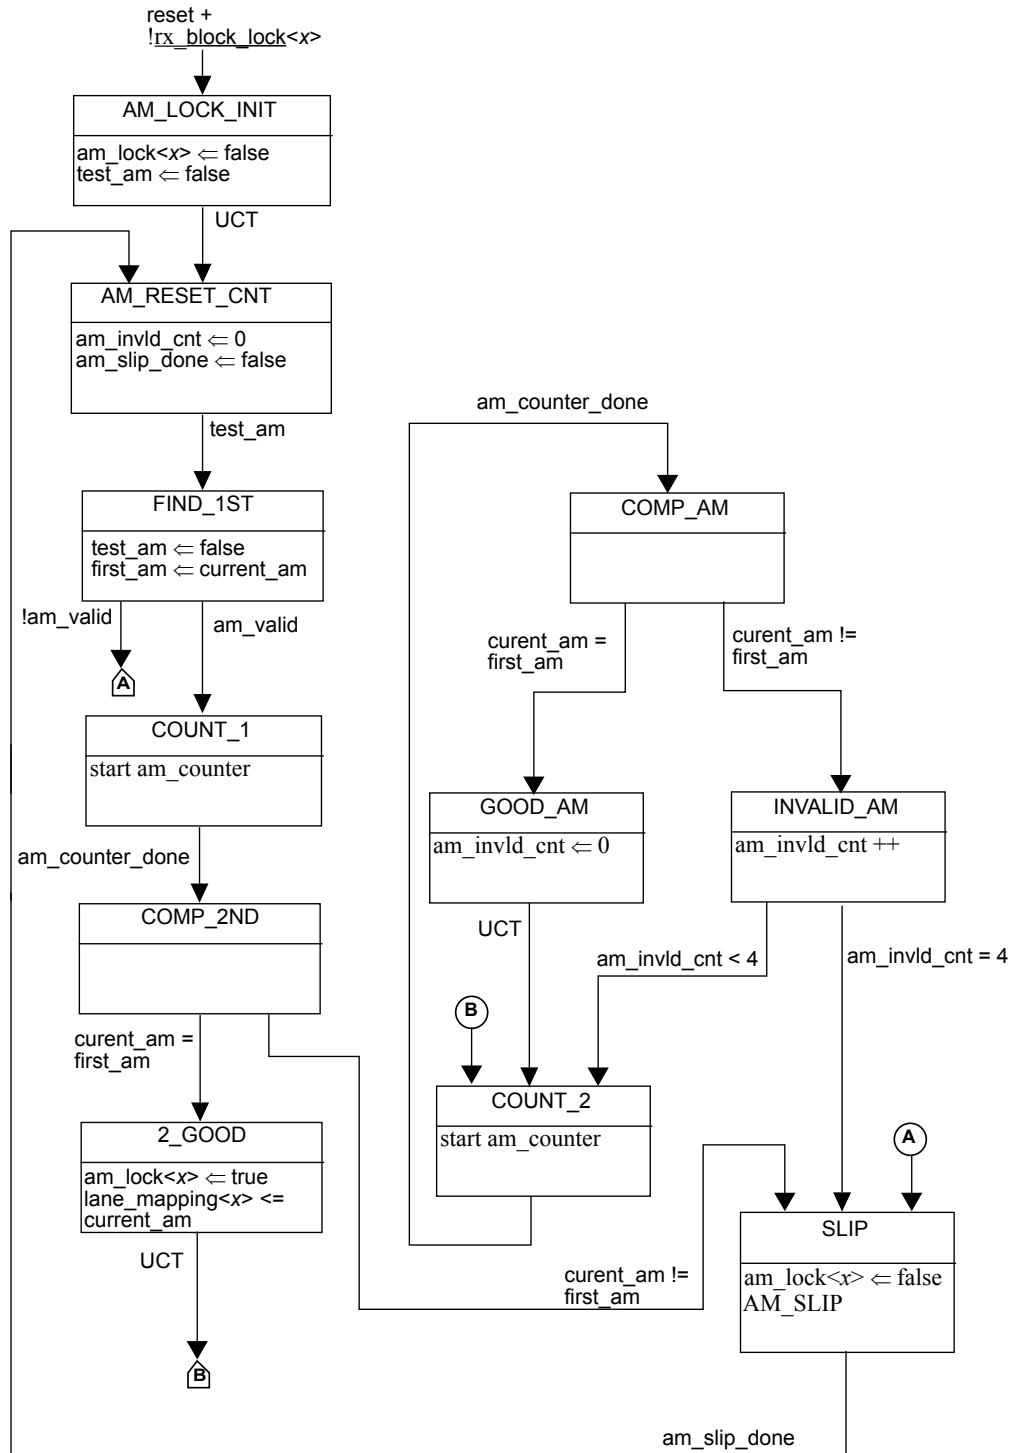 reset +
!rx_block_lock<x>
AM_LOCK_INIT
am_lock<x> ⇐ false
test_am ⇐ false
UCT
AM_RESET_CNT
am_invld_cnt ⇐ 0
am_slip_done ⇐ false
test_am
FIND_1ST
test_am ⇐ false
first_am ⇐ current_am
!am_valid
am_valid
A
COUNT_1
start am_counter
am_counter_done
COMP_2ND
curent_am =
first_am
2_GOOD
am_lock<x> ⇐ true
lane_mapping<x> <=
current_am
UCT
B
curent_am !=
first_am
am_counter_done
COMP_AM
curent_am =
first_am
curent_am !=
first_am
GOOD_AM
am_invld_cnt ⇐ 0
INVALID_AM
am_invld_cnt ++
UCT
am_invld_cnt < 4
am_invld_cnt = 4
B
COUNT_2
start am_counter
A
SLIP
am_lock<x> ⇐ false
AM_SLIP
am_slip_done